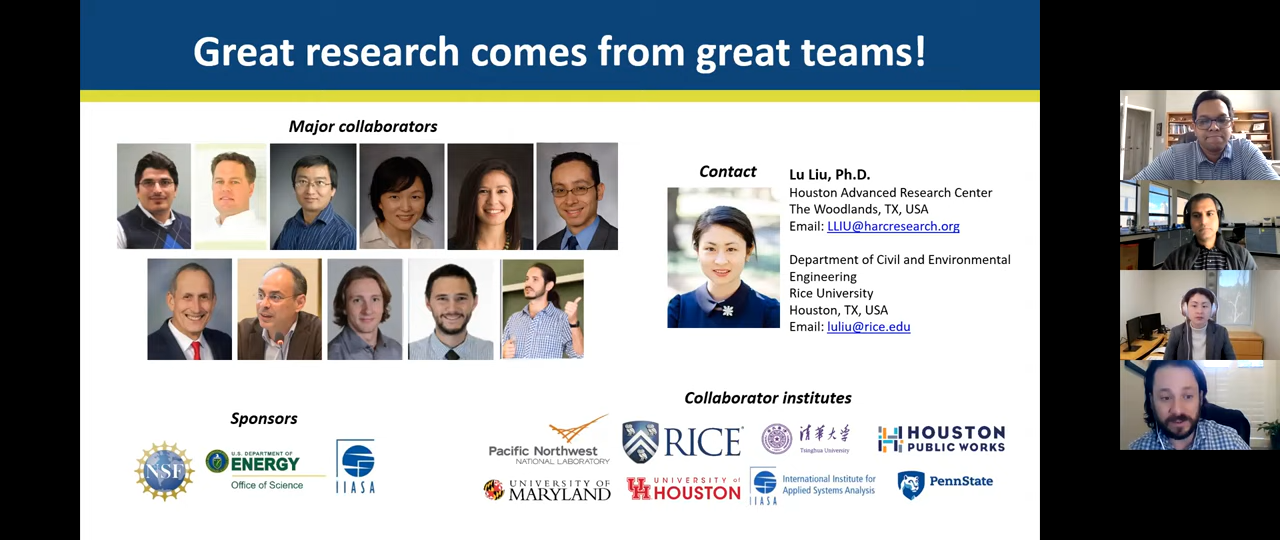 Great research comes from great teams!
Major collaborators
Contact
Lu Liu, Ph.D.
Houston Advanced Research Center
The Woodlands, TX, USA
Email: LLIU@harcresearch.org
Department of Civil and Environmental
Engineering
Rice University
Houston, TX, USA
Email: luliu@rice.edu
Sponsors
NSF
U.S. DEPARTMENT OF
ENERGY
Office of Science
IIASA
Collaborator institutes
Pacific Northwest
NATIONAL LABORATORY
RICE
清華大学
Tsinghua University
HOUSTON
PUBLIC WORKS
UNIVERSITY OF
MARYLAND
UNIVERSITY of
HOUSTON
IIASA
International Institute for
Applied Systems Analysis
PennState